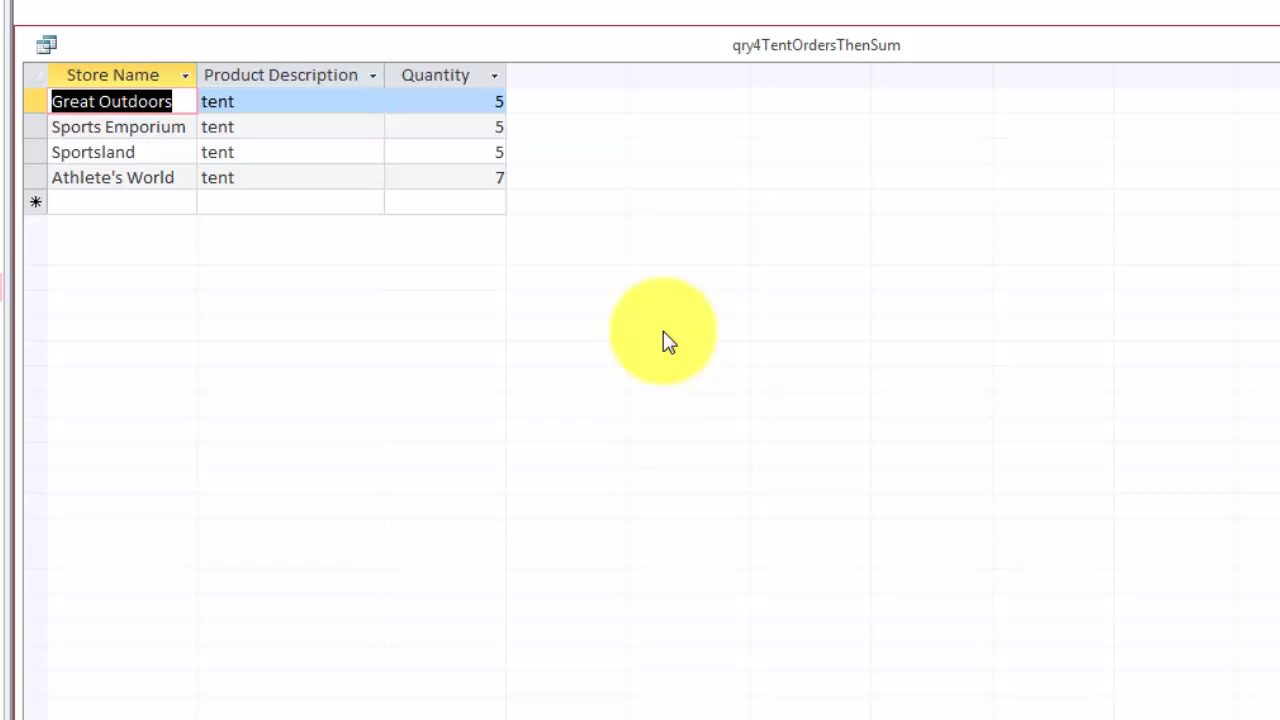 qry4TentOrdersThenSum
Store Name Product Description Quantity
Great Outdoors tent 5
Sports Emporium tent 5
Sportsland tent 5
Athlete's World tent 7